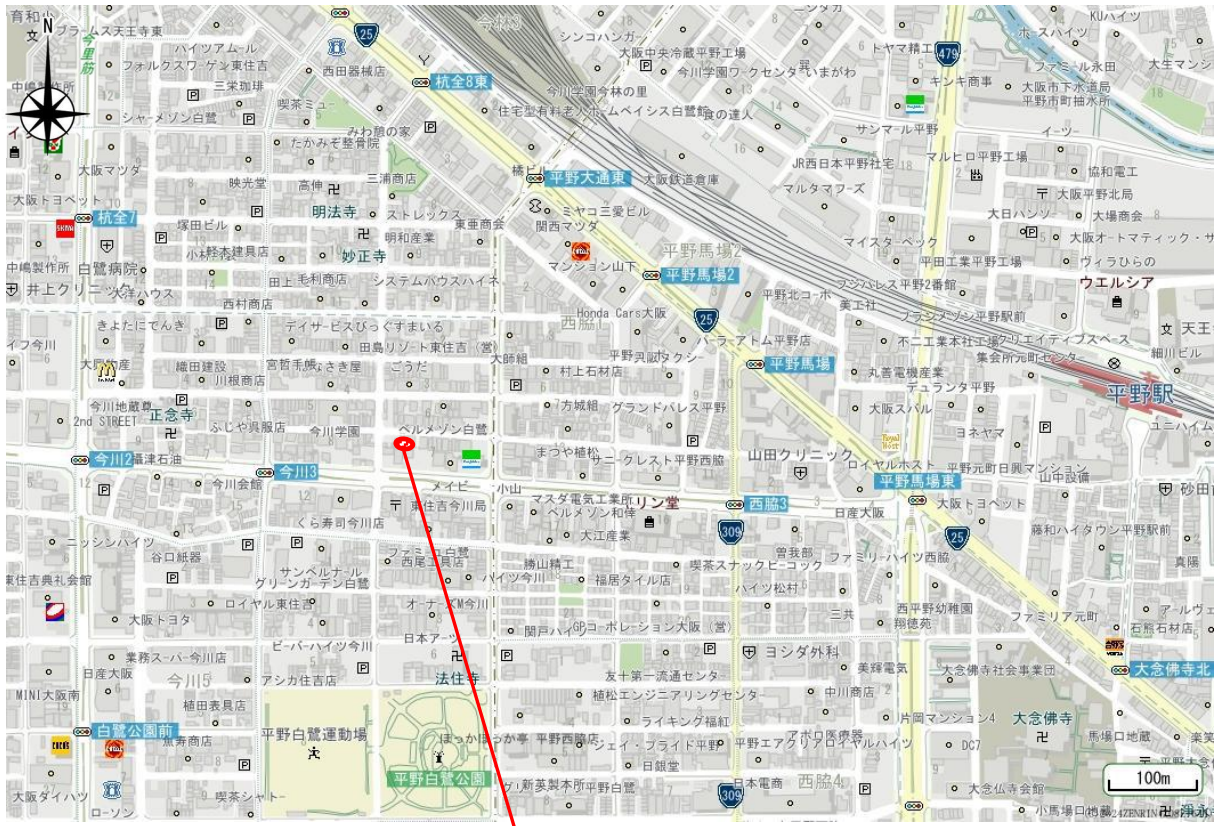 育和小
N
ブラームス天王寺東
今里筋
25
今林3
シンコハンガー
KUハイツ
ハイツアムール
大阪中央冷蔵平野工場
トヤマ精工
479
ボースハイツ
フォルクスワーゲン東住吉
西田器械店
今川学園ワークセンターいまがわ
ファミール永田
三栄珈琲
杭全8東
今川学園今林の里
キンキ商事
大阪市下水道局
大生マンシ
喫茶ミュー
平野市町抽水所
シャーメゾン白鷺
住宅型有料老人ホームベイシス白鷺館
食の達人
みわ憩の家
サンマール平野
イーツー
たかみぞ整骨院
大阪マツダ
三浦商店
橘ビル
JR西日本平野社宅
マルヒロ平野工場
協和電工
映光堂
高伸
平野大通東
大阪鉄道倉庫
マルタマフーズ
大阪平野北局
大阪トヨペット
明法寺
ストレックス
ミヤコ三愛ビル
大日ハンソー
大場商会
杭全7
塚田ビル
東亜商会
関西マツダ
マイスターベック
大阪オートマティック・サ
明和産業
平野馬場2
軽木建具店
妙正寺
マンション山下
平田工業平野工場
ヴィラひらの
中嶋製作所
白鷺病院
田上
毛利商店
システムバウスハイネ
平野馬場2
ウエルシア
井上クリニック
大洋ハウス
平野北コーポ
美工社
西村商店
Honda Cars大阪
きよたにでんき
デイサービスびっぐすまいる
西脇1
25
天王
イフ今川
田島リゾート東住吉(営)
パーラーアトム平野店
不二工業本社工場
クリエイティブスペース
集会所元町センター
細川ビル
織田建設
宮哲手帳
ごうだ
大師組
平野馬場
丸善電機産業
川根商店
村上石材店
デュランタ平野
平野駅
今川地蔵尊
正念寺
方城組
グランドパレス平野
大阪スバル
2nd STREET
ふじや呉服店
今川学園
ベルメゾン白鷺
ヨネヤマ
ユニハイム
まつや植松
サニークレスト平野西脇
山田クリニック
ロイヤルホスト
平野元町日興マンション
今川2
攝津石油
今川3
山中設備
今川会館
メイビー
小山
平野馬場東
砂田
東住吉今川局
マスダ電気工業所
リン堂
西脇3
日産大阪
大阪トヨペット
くら寿司今川店
ベルメゾン和倖
309
藤和ハイタウン平野駅前
ニッシンハイツ
大江産業
25
ファミーユ白鷺
曽我部
ファミリーハイツ西脇
谷口紙器
西尾工具店
勝山精工
喫茶スナックピーコック
真陽
サンベルナール
東住吉典礼会館
グリーンガーデン白鷺
ハイツ今川
福居タイル店
ハイツ松村
ロイヤル東住吉
オーナーズM今川
三共
西平野幼稚園
ファミリア元町
アールヴェ
大阪トヨタ
関戸ハイツ
GPコーポレーション大阪(営)
翔徳苑
石熊石材店
日本アーツ
ビーバーハイツ今川
ヨシダ外科
業務スーパー今川店
日産大阪
法住寺
友十第一流通センター
美輝電気
大念佛寺社会事業団
大念佛寺北
今川5
アシカ住吉店
MINI大阪南
植松エンジニアリングセンター
中川商店
植田表具店
ライキング福紅
片岡マンション4
大念佛寺
白鷺公園前
平野白鷺運動場
アポロ医療器
馬場口地蔵
楽笑
魚寿商店
ほっかほっか亭 平野西脇店
ジェイ・プライド平野
平野エアクリアロイヤルハイツ
DC7
日銀堂
平野白鷺公園
100m
大阪ダイハツ
喫茶シャトー
新英製本所
平野白鷺
309
日本電商
西脇4
大念仏寺会館
ローソン
小馬場口地蔵